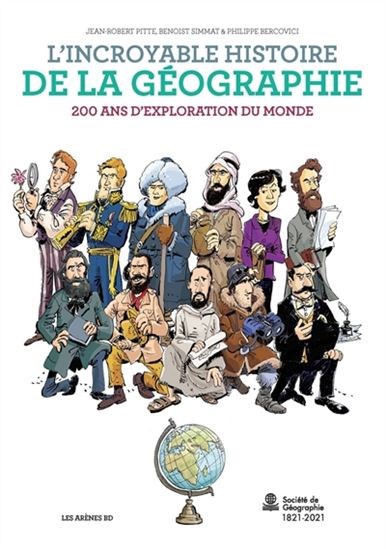 JEAN-ROBERT PITTE, BENOIST SIMMAT & PHILIPPE BERCOVICI
L'INCROYABLE HISTOIRE
DE LA GÉOGRAPHIE
200 ANS D'EXPLORATION DU MONDE
LES ARÈNES BD
Société de
Géographie
1821-2021